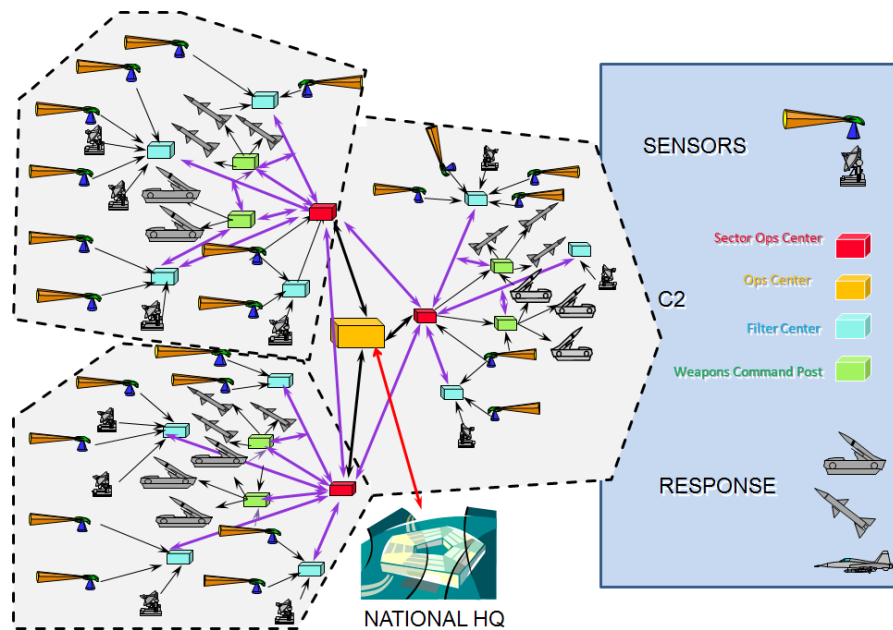 SENSORS
Sector Ops Center
Ops Center
C2
Filter Center
Weapons Command Post
RESPONSE
NATIONAL HQ